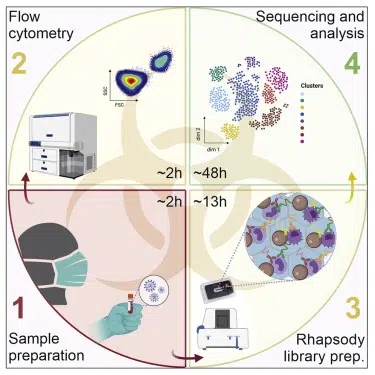 Flow
cytometry
2
SSC
FSC
~2h
Sequencing and
analysis
4
Clusters
dim 2
dim 1
~48h
~2h
1
Sample
preparation
~13h
3
Rhapsody
library prep.